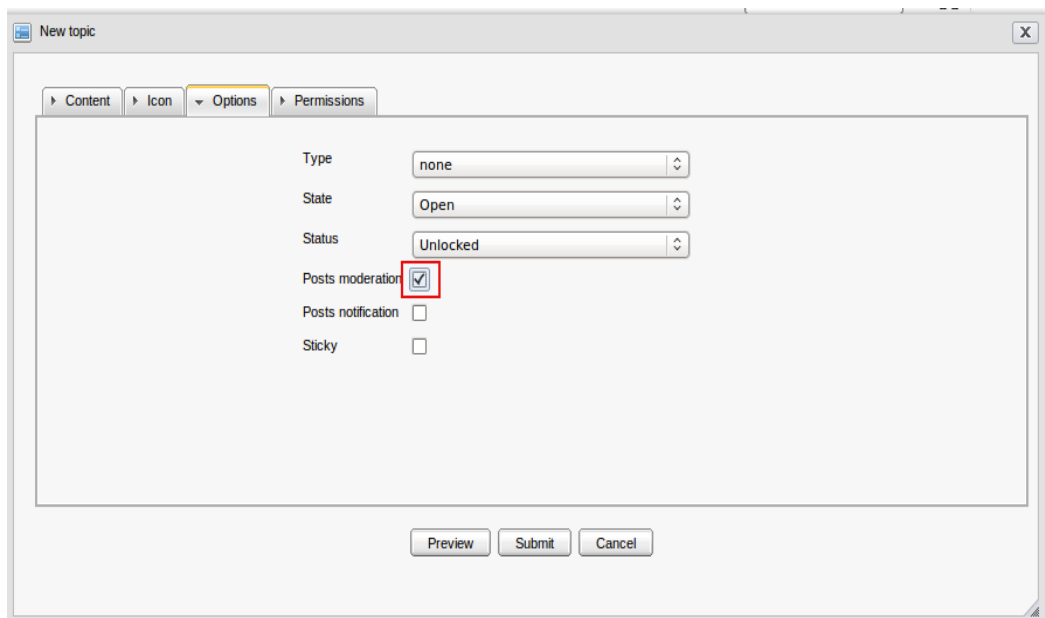 New topic
X
Content Icon Options Permissions
Type none
State Open
Status Unlocked
Posts moderation
Posts notification
Sticky
Preview Submit Cancel